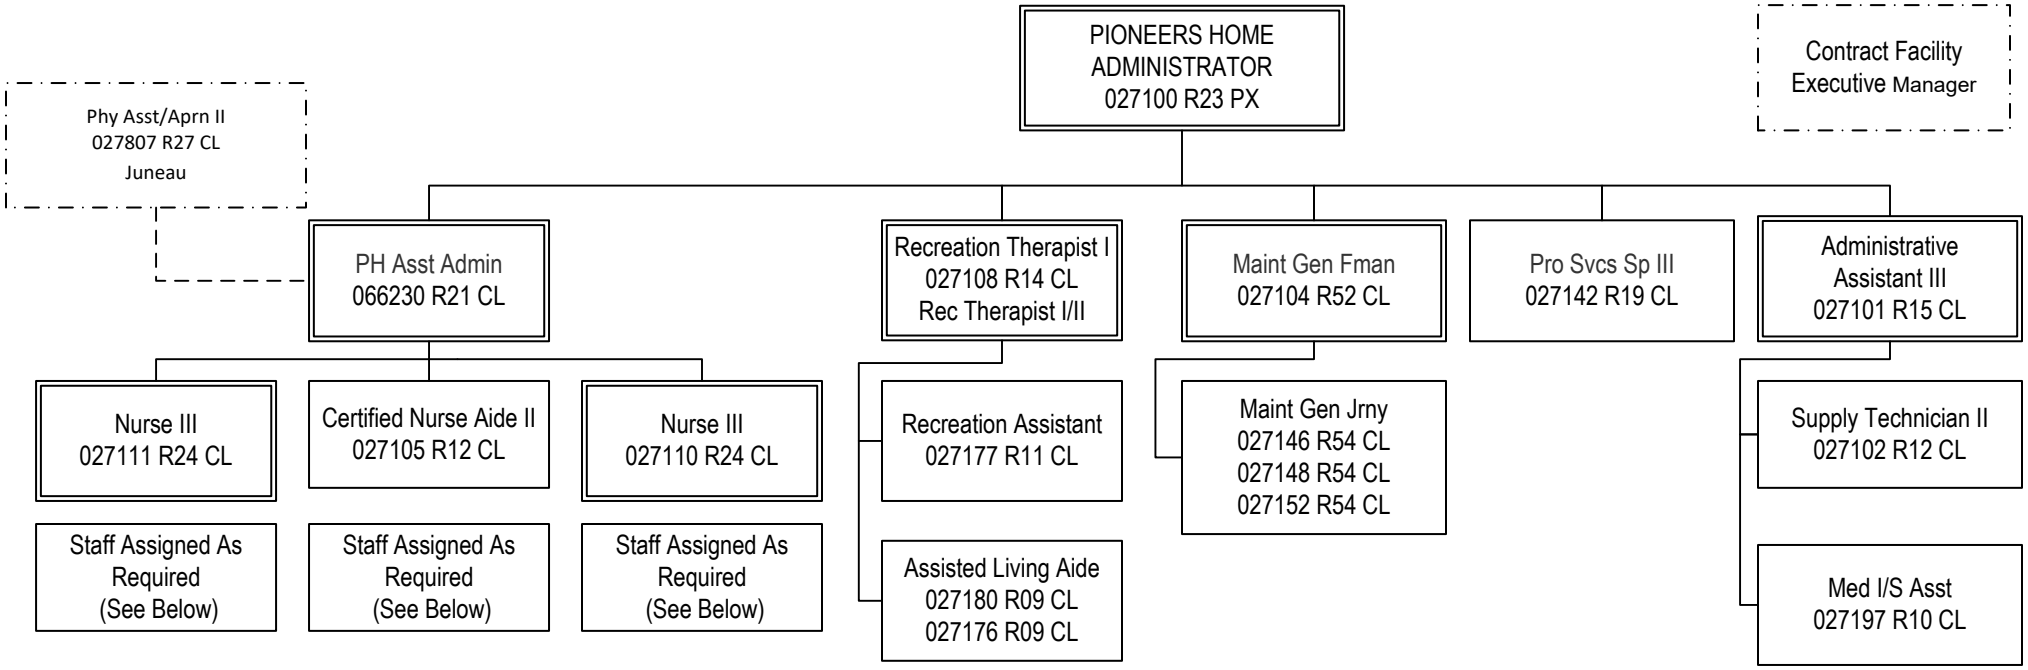 PIONEERS HOME
ADMINISTRATOR
027100 R23 PX
Contract Facility
Executive Manager
Phy Asst/Aprn II
027807 R27 CL
Juneau
PH Asst Admin
066230 R21 CL
Recreation Therapist I
027108 R14 CL
Rec Therapist I/II
Maint Gen Fman
027104 R52 CL
Pro Svcs Sp III
027142 R19 CL
Administrative
Assistant III
027101 R15 CL
Nurse III
027111 R24 CL
Certified Nurse Aide II
027105 R12 CL
Nurse III
027110 R24 CL
Recreation Assistant
027177 R11 CL
Maint Gen Jrny
027146 R54 CL
027148 R54 CL
027152 R54 CL
Supply Technician II
027102 R12 CL
Staff Assigned As
Required
(See Below)
Staff Assigned As
Required
(See Below)
Staff Assigned As
Required
(See Below)
Assisted Living Aide
027180 R09 CL
027176 R09 CL
Med I/S Asst
027197 R10 CL